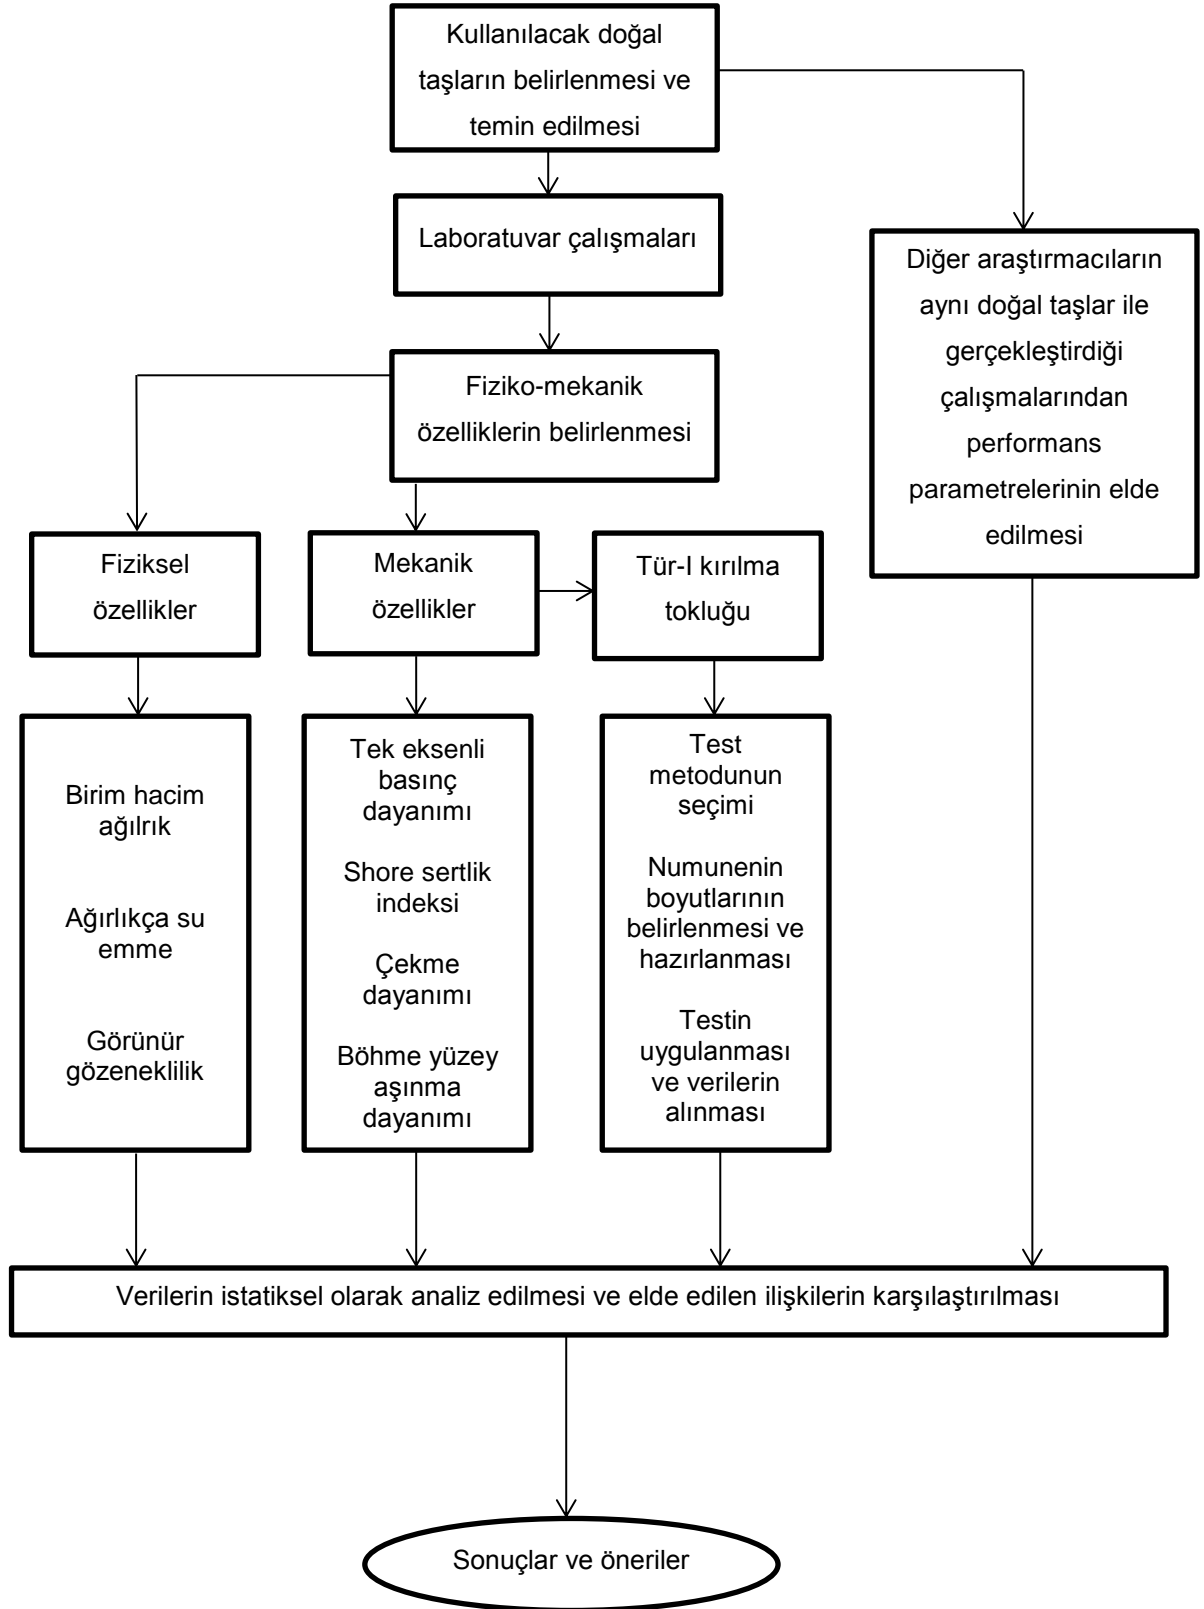 Kullanılacak doğal
taşların belirlenmesi ve
temin edilmesi
Laboratuvar çalışmaları
Diğer araştırmacıların
aynı doğal taşlar ile
gerçekleştirdiği
çalışmalarından
performans
parametrelerinin elde
edilmesi
Fiziko-mekanik
özelliklerin belirlenmesi
Fiziksel
özellikler
Mekanik
özellikler
Tür-I kırılma
tokluğu
Birim hacim
ağılrık
Ağırlıkça su
emme
Görünür
gözeneklilik
Tek eksenli
basınç
dayanımı
Shore sertlik
indeksi
Çekme
dayanımı
Böhme yüzey
aşınma
dayanımı
Test
metodunun
seçimi
Numunenin
boyutlarının
belirlenmesi ve
hazırlanması
Testin
uygulanması
ve verilerin
alınması
Verilerin istatiksel olarak analiz edilmesi ve elde edilen ilişkilerin karşılaştırılması
Sonuçlar ve öneriler